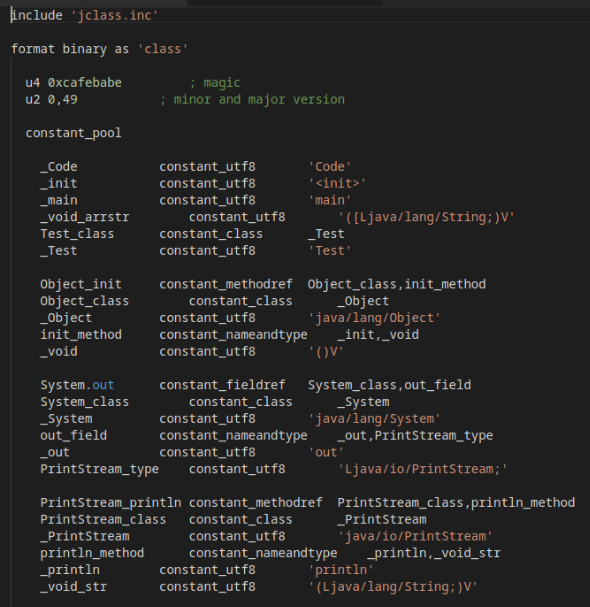 include 'jclass.inc'
format binary as 'class'
u4 0xcafebabe ; magic
u2 0,49 ; minor and major version
constant_pool
_Code constant_utf8 'Code'
_init constant_utf8 '<init>'
_main constant_utf8 'main'
_void_arrstr constant_utf8 '([Ljava/lang/String;)V'
Test_class constant_class _Test
_Test constant_utf8 'Test'
Object_init constant_methodref Object_class,init_method
Object_class constant_class _Object
_Object constant_utf8 'java/lang/Object'
init_method constant_nameandtype _init,_void
_void constant_utf8 '()V'
System.out constant_fieldref System_class,out_field
System_class constant_class _System
_System constant_utf8 'java/lang/System'
out_field constant_nameandtype _out,PrintStream_type
_out constant_utf8 'out'
PrintStream_type constant_utf8 'Ljava/io/PrintStream;'
PrintStream_println constant_methodref PrintStream_class,println_method
PrintStream_class constant_class _PrintStream
_PrintStream constant_utf8 'java/io/PrintStream'
println_method constant_nameandtype _println,_void_str
_println constant_utf8 'println'
_void_str constant_utf8 '(Ljava/lang/String;)V'